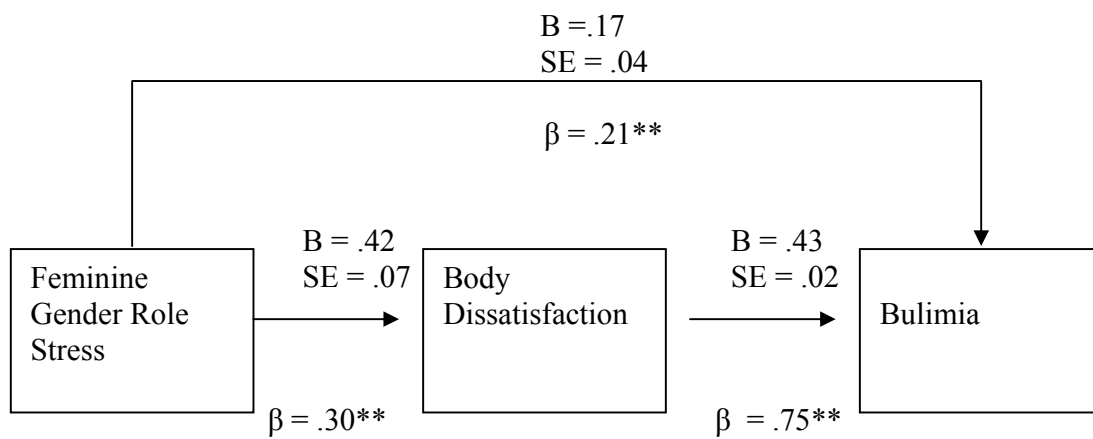 B =.17
SE = .04
β = .21**
Feminine
Gender Role
Stress
B = .42
SE = .07
β = .30**
Body
Dissatisfaction
B = .43
SE = .02
β = .75**
Bulimia